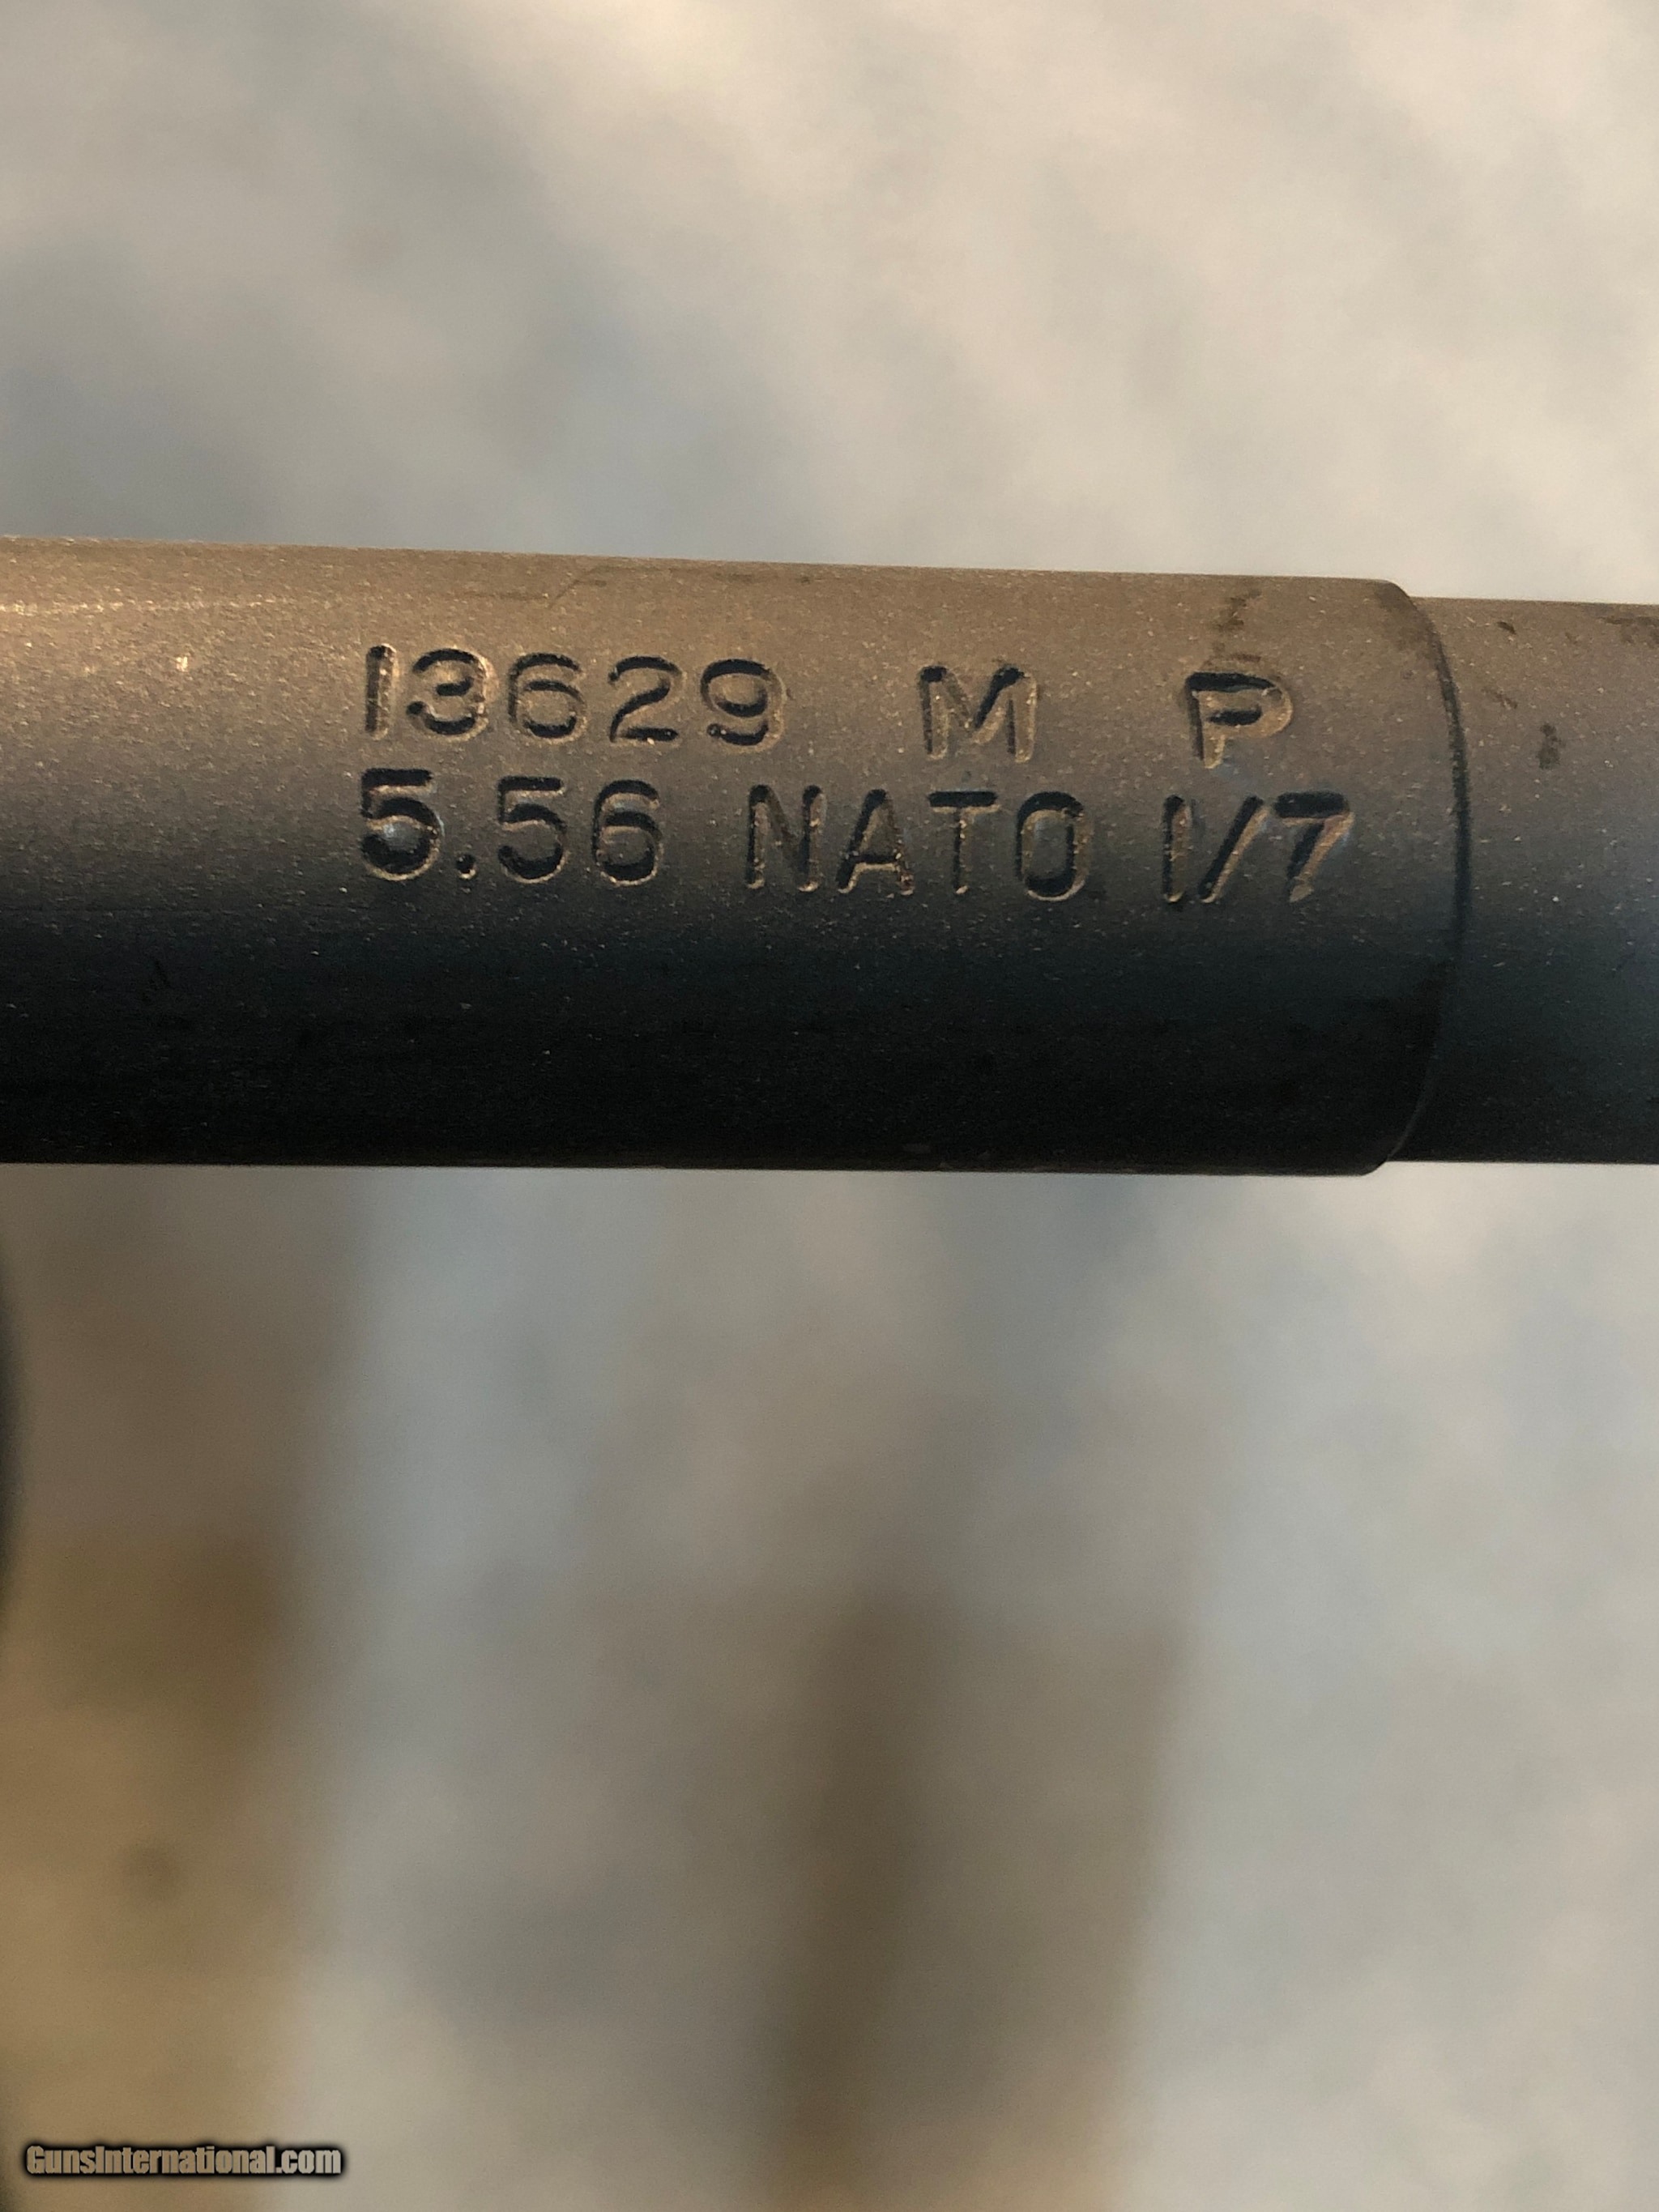 13629 M P
5.56 NATO 1/7
GunsInternational.com